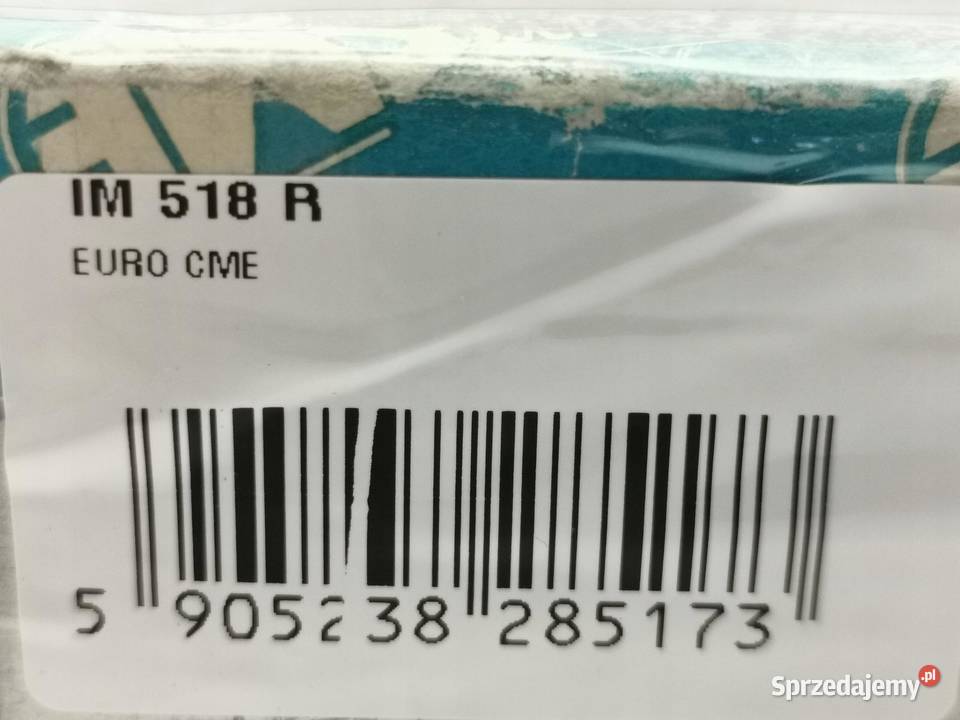 IM 518 R
EURO CME
5 905238 285173
Sprzedajemy.pl